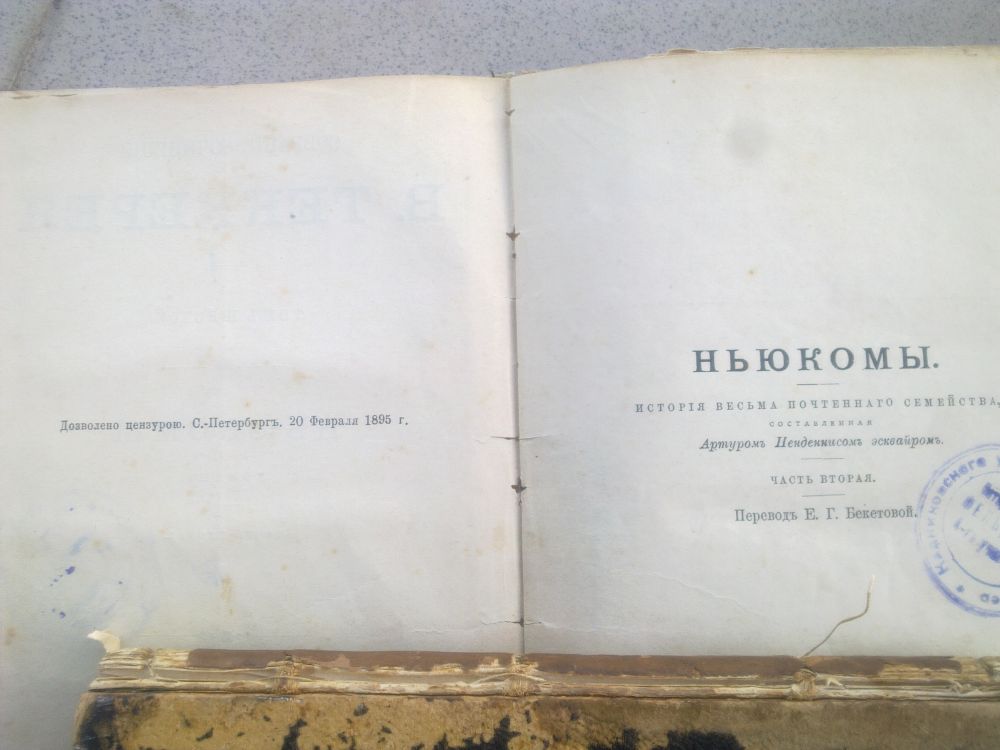 Дозволено цензурою. С.-Петербургъ. 20 Февраля 1895 г.
НЬЮКОМЫ.
ИСТОРІЯ ВЕСЬМА ПОЧТЕННАГО СЕМЕЙСТВА,
СОСТАВЛЕННАЯ
Артуромъ Пенденнисомъ эсквайромъ.
ЧАСТЬ ВТОРАЯ.
Переводъ Е. Г. Бекетовой.